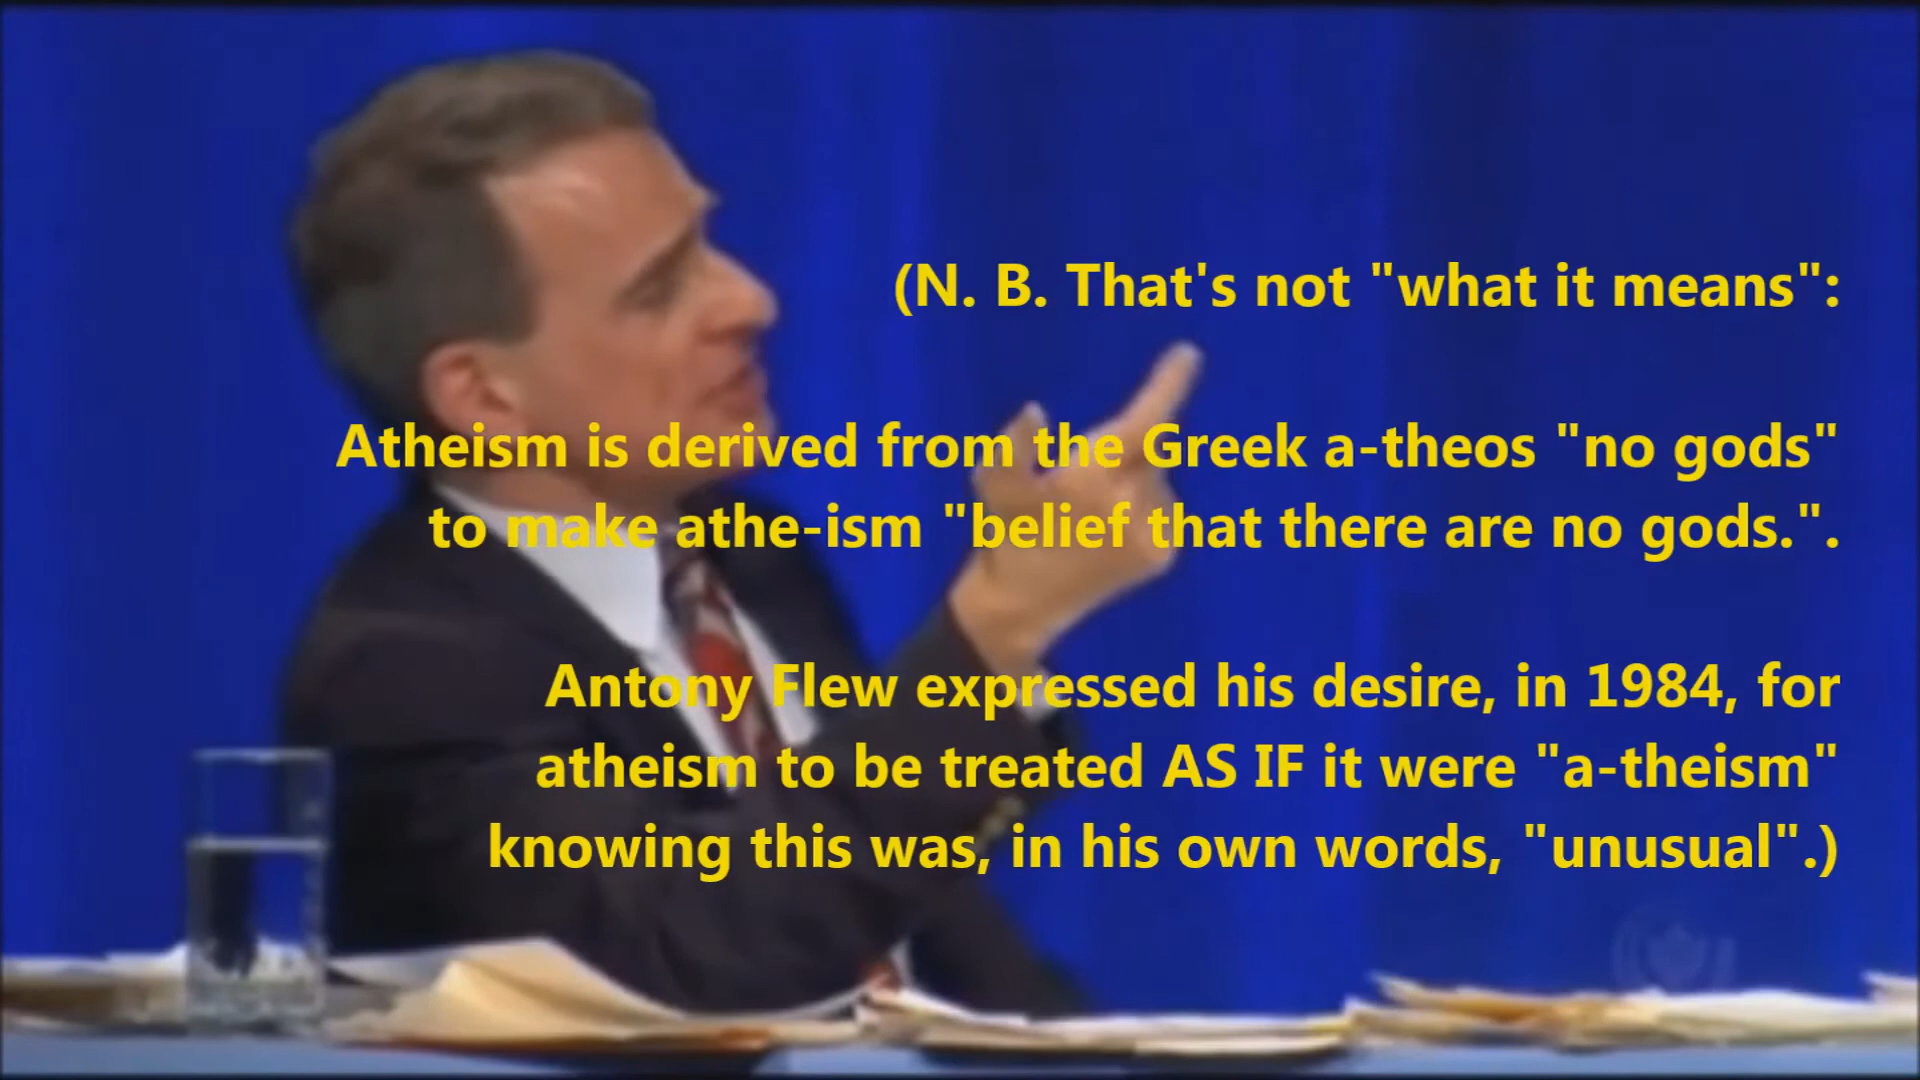 (N. B. That's not "what it means":
Atheism is derived from the Greek a-theos "no gods"
to make athe-ism "belief that there are no gods.".
Antony Flew expressed his desire, in 1984, for
atheism to be treated AS IF it were "a-theism"
knowing this was, in his own words, "unusual".)